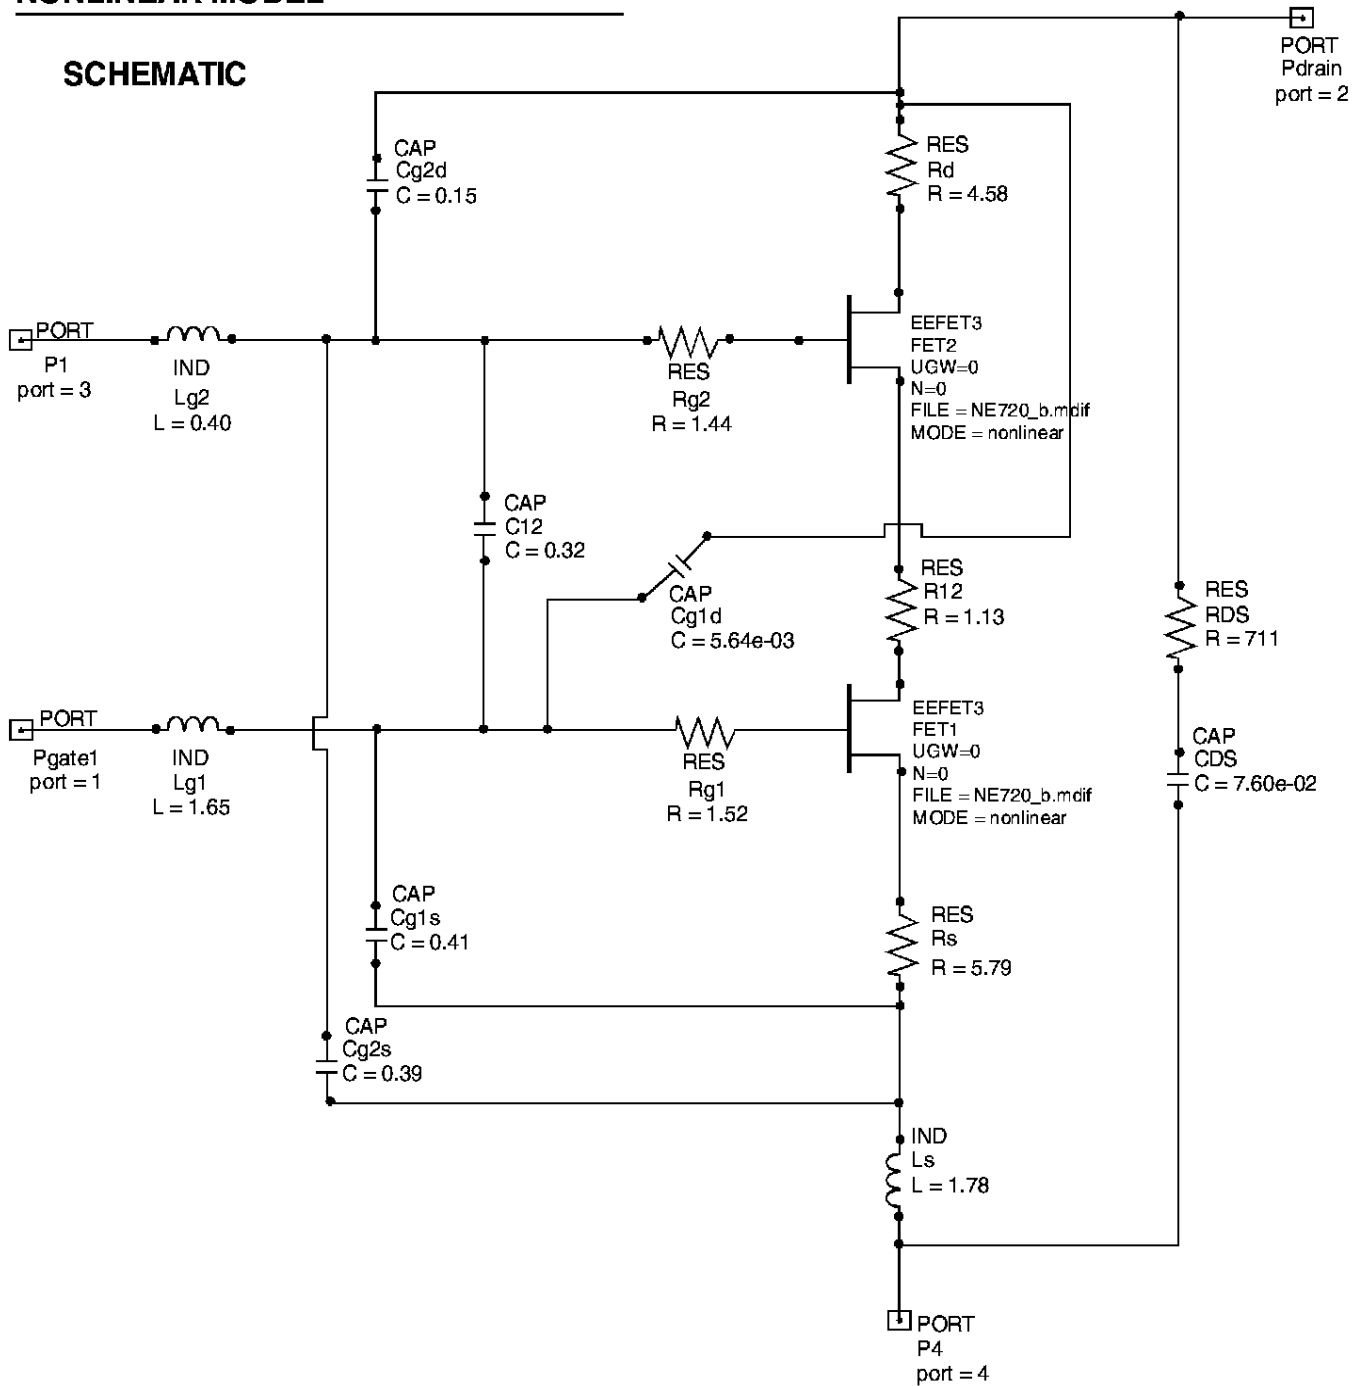 NONLINEAR MODEL
SCHEMATIC
PORT
Pdrain
port = 2
CAP
Cg2d
C = 0.15
RES
Rd
R = 4.58
PORT
P1
port = 3
IND
Lg2
L = 0.40
RES
Rg2
R = 1.44
EEFET3
FET2
UGW=0
N=0
FILE = NE720_b.mdif
MODE = nonlinear
CAP
C12
C = 0.32
CAP
Cg1d
C = 5.64e-03
RES
R12
R = 1.13
RES
RDS
R = 711
PORT
Pgate1
port = 1
IND
Lg1
L = 1.65
RES
Rg1
R = 1.52
EEFET3
FET1
UGW=0
N=0
FILE = NE720_b.mdif
MODE = nonlinear
CAP
CDS
C = 7.60e-02
CAP
Cg1s
C = 0.41
RES
Rs
R = 5.79
CAP
Cg2s
C = 0.39
IND
Ls
L = 1.78
PORT
P4
port = 4